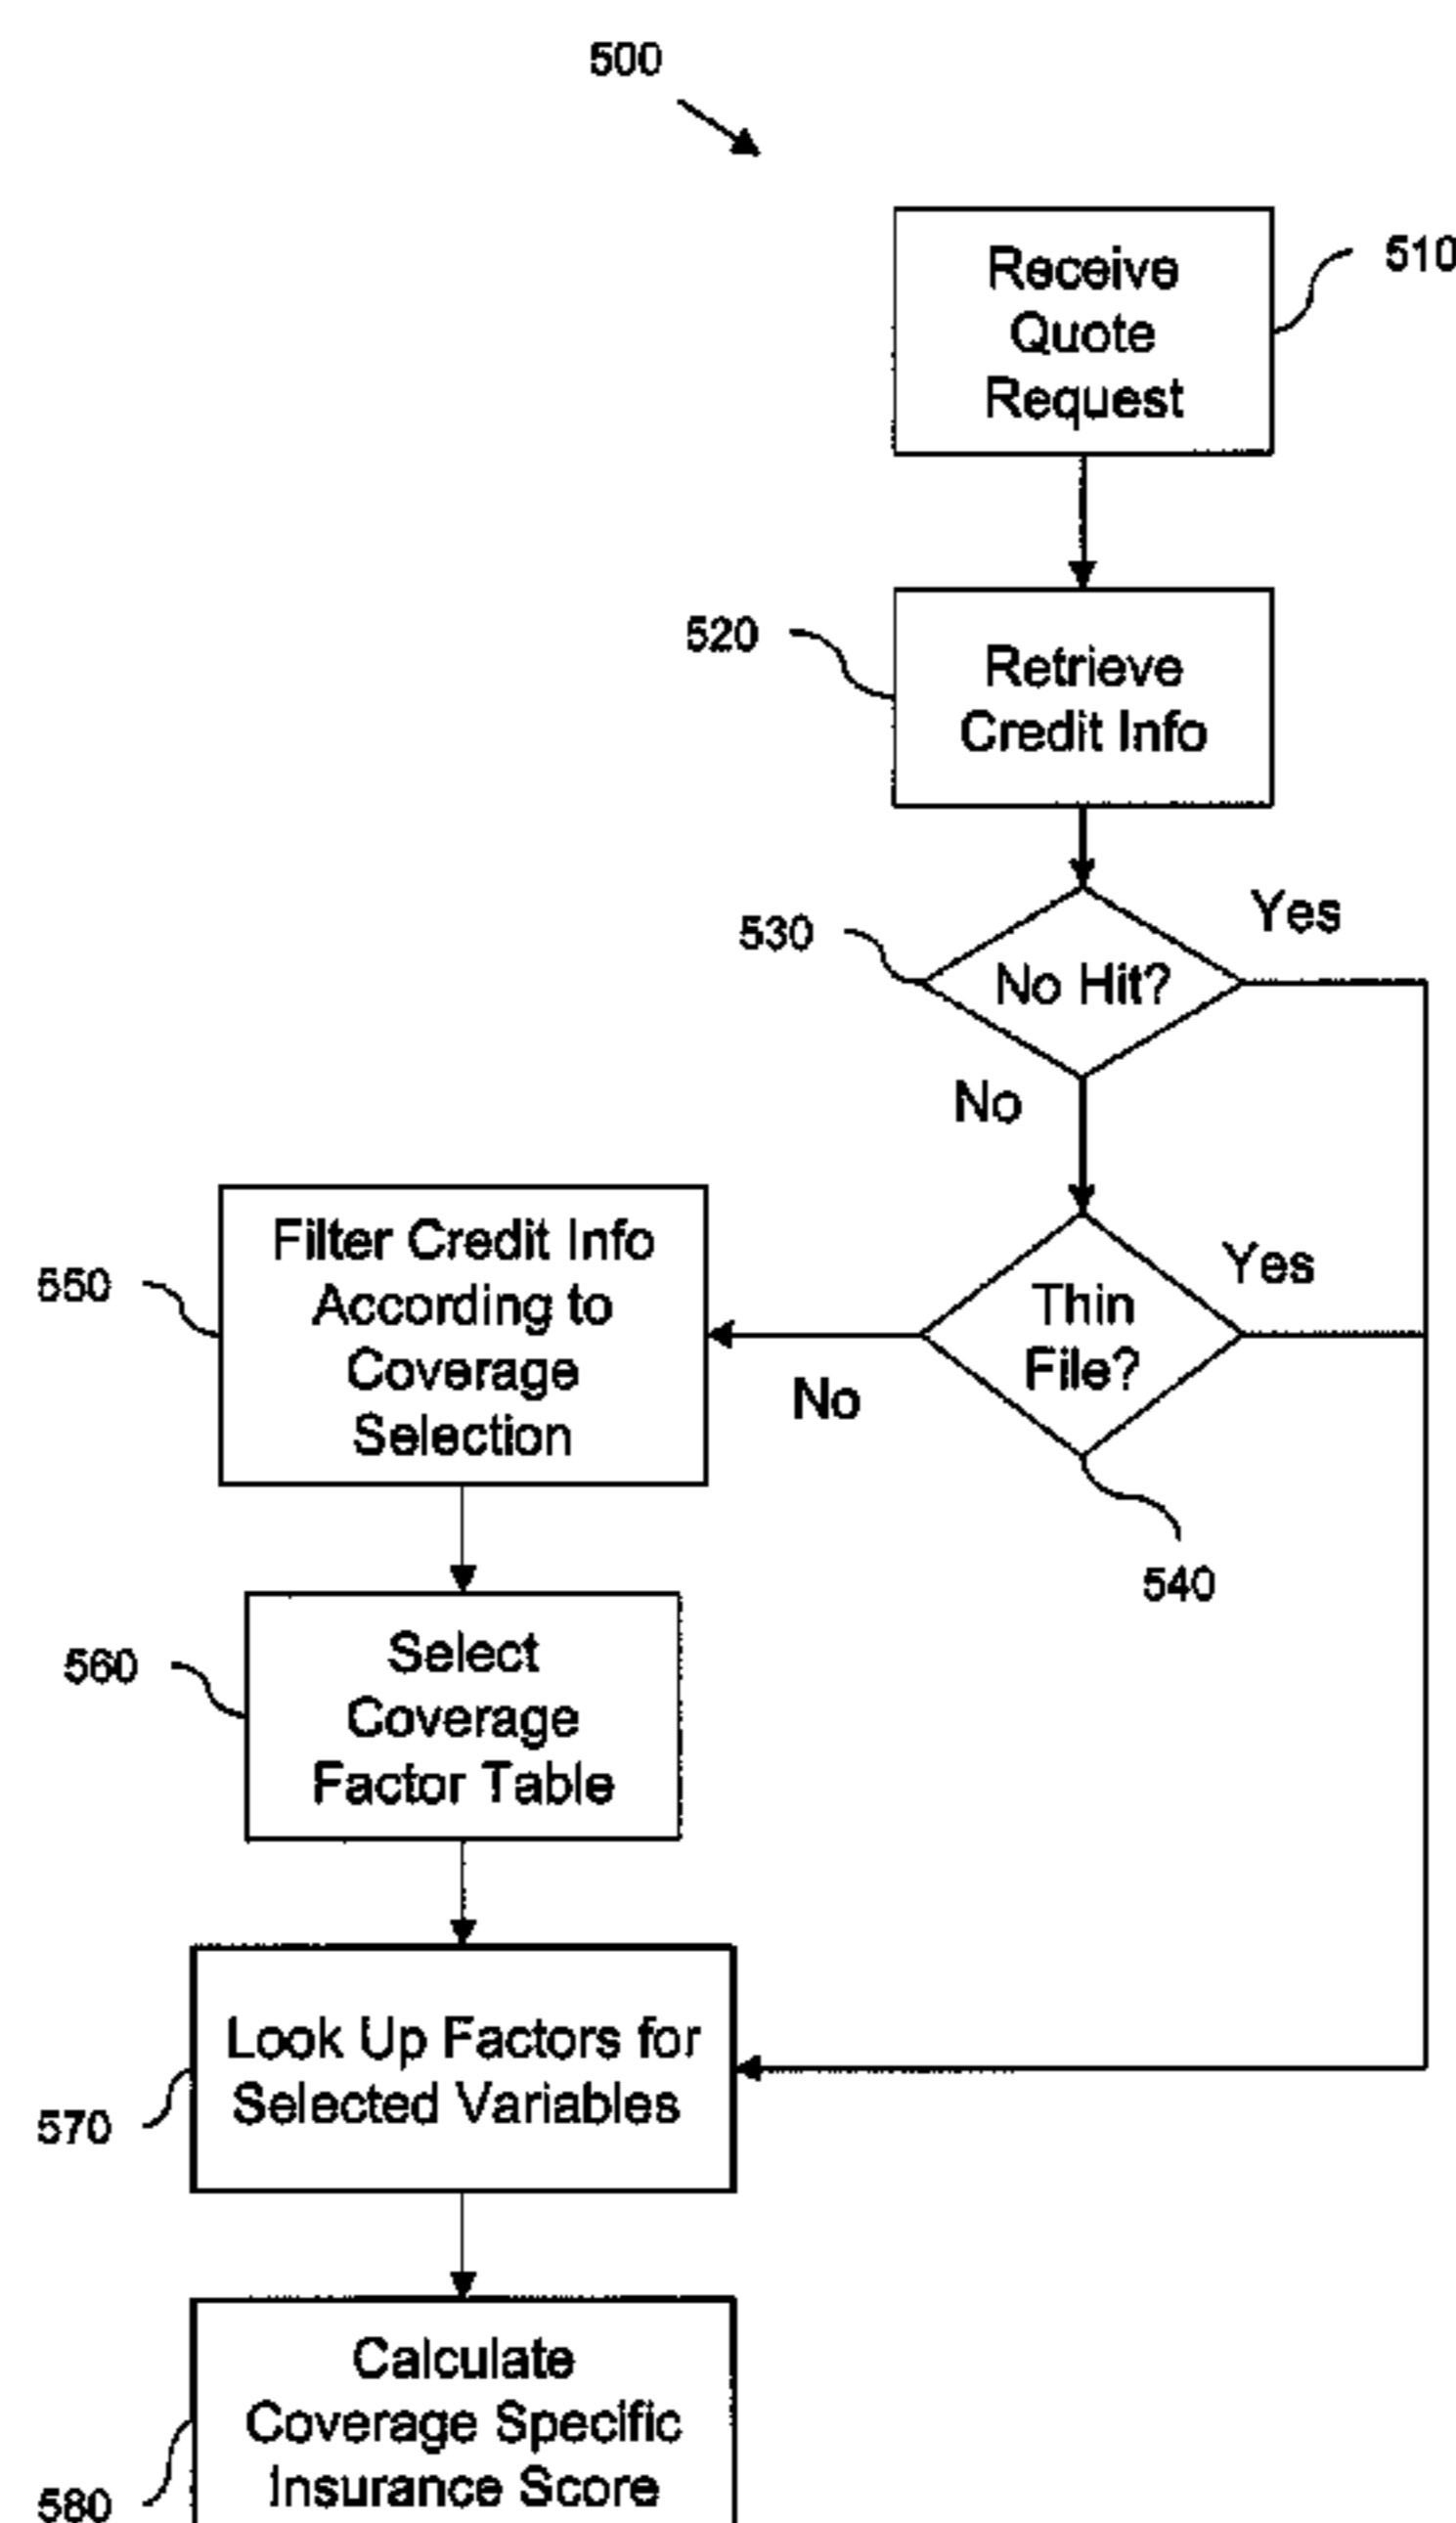 500
Receive
Quote
Request
510
520
Retrieve
Credit Info
530
No Hit?
Yes
No
550
Filter Credit Info
According to
Coverage
Selection
Thin
File?
Yes
No
540
560
Select
Coverage
Factor Table
570
Look Up Factors for
Selected Variables
580
Calculate
Coverage Specific
Insurance Score